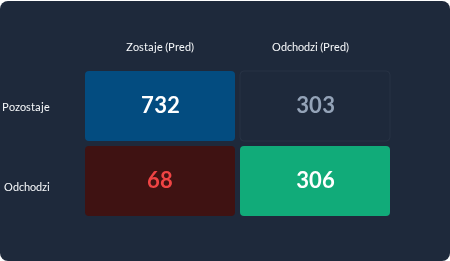 Zostaje (Pred) Odchodzi (Pred)
Pozostaje 732 303
Odchodzi 68 306